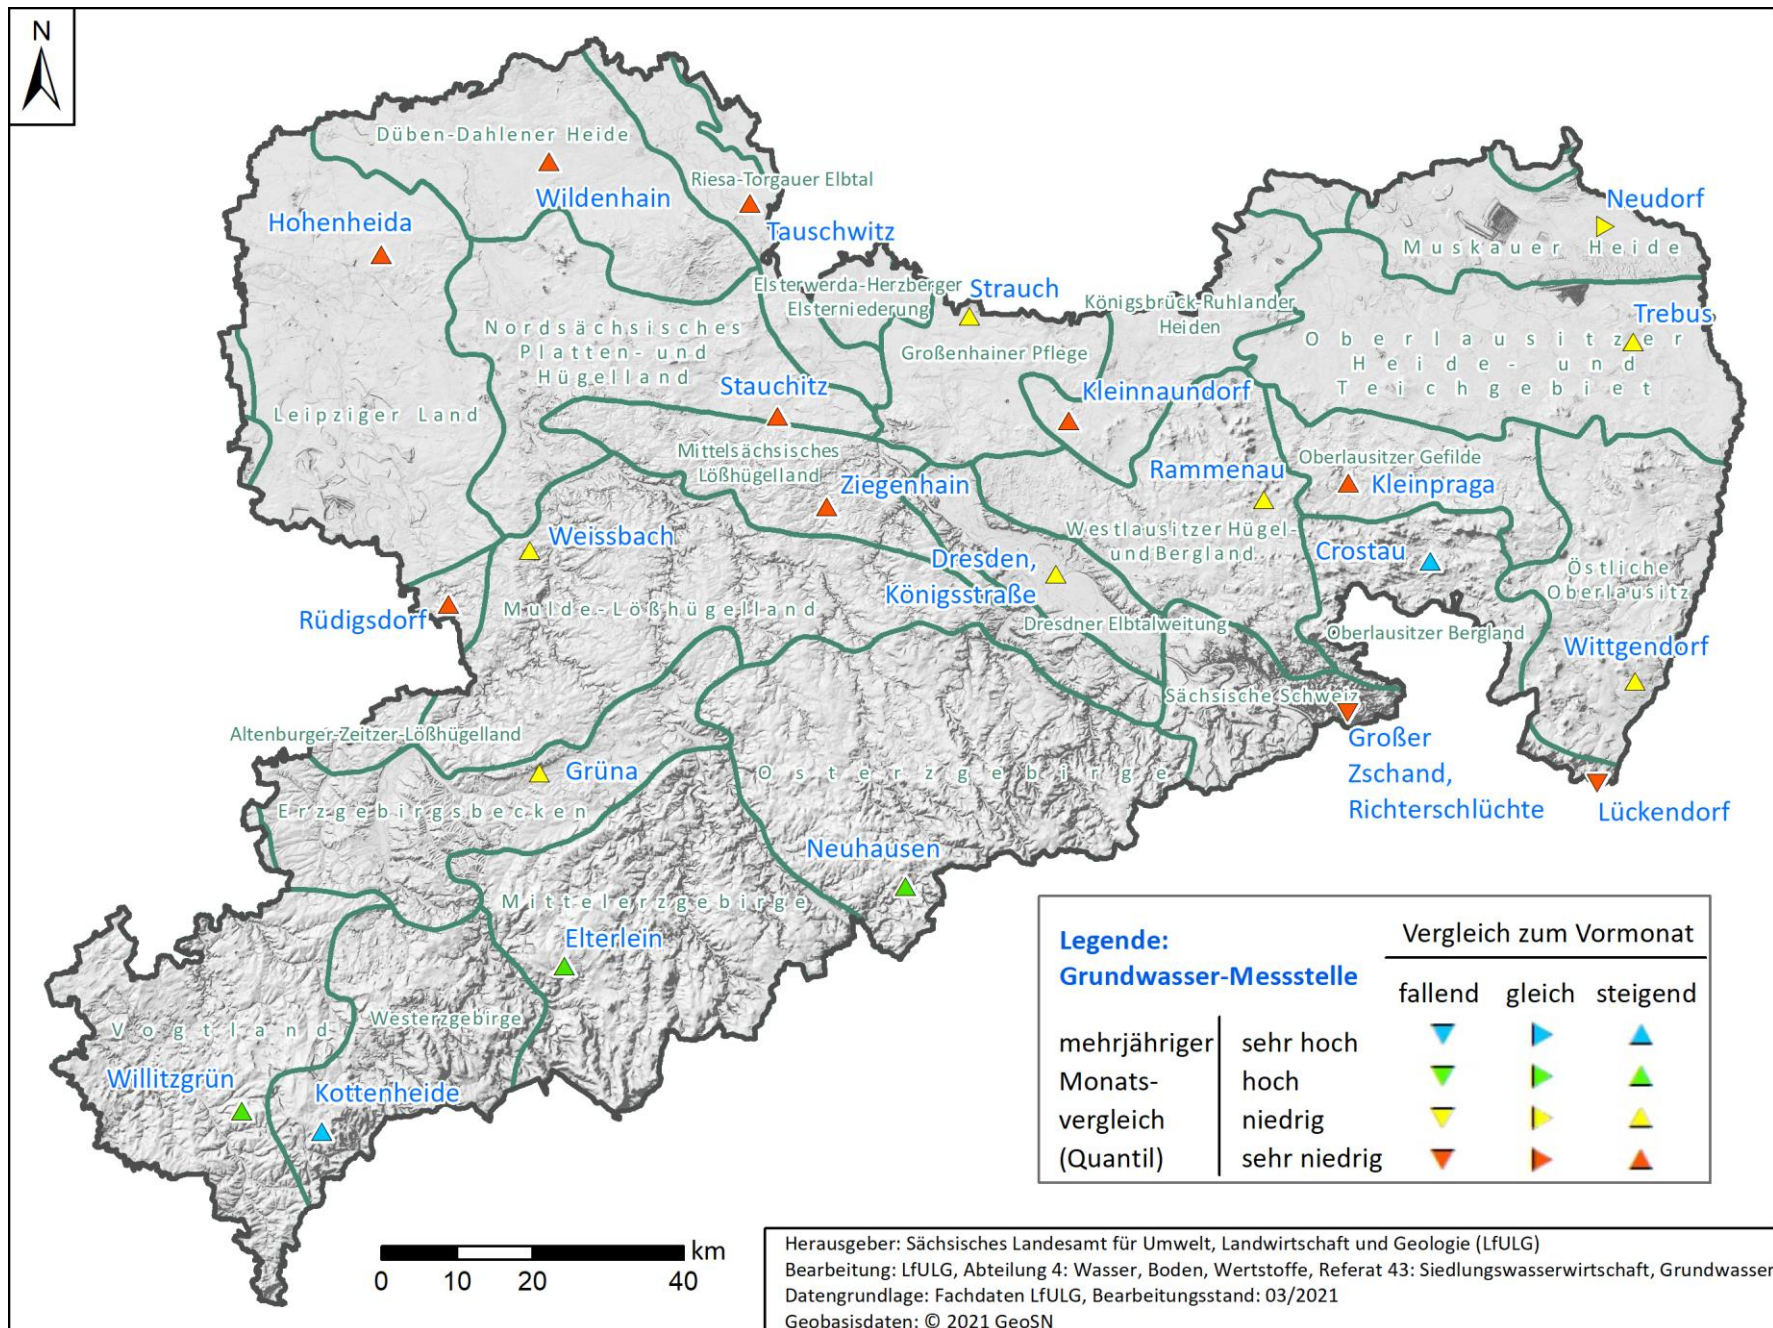 N
Düben-Dahlener Heide
Wildenhain
Riesa-Torgauer Elbtal
Tauschwitz
Hohenheida
Neudorf
Muskauer Heide
Elsterwerda-Herzberger
Elsterniederung
Strauch
Königsbrück-Ruhlander
Heiden
Trebus
Oberlausitzer
Heide- und
Teichgebiet
Nordsächsisches
Platten- und
Hügelland
Großenhainer Pflege
Stauchitz
Kleinnaundorf
Leipziger Land
Mittelsächsisches
Lößhügelland
Ziegenhain
Rammenau
Oberlausitzer Gefilde
Kleinpraga
Weissbach
Westlausitzer Hügel-
und Bergland
Dresden,
Königsstraße
Crostau
Östliche
Oberlausitz
Rüdigsdorf
Mulde-Lößhügelland
Dresdner Elbtalweitung
Oberlausitzer Bergland
Wittgendorf
Sächsische Schweiz
Altenburger-Zeitzer-Lößhügelland
Großer
Zschand,
Richterschlüchte
Grüna
Osterzgebirge
Erzgebirgsbecken
Lückendorf
Neuhausen
Mittelerzgebirge
Elterlein
Vogtland
Westerzgebirge
Willitzgrün
Kottenheide
Legende:
Grundwasser-Messstelle
Vergleich zum Vormonat
fallend gleich steigend
mehrjähriger sehr hoch
Monats- hoch
vergleich niedrig
(Quantil) sehr niedrig
km
0 10 20 40
Herausgeber: Sächsisches Landesamt für Umwelt, Landwirtschaft und Geologie (LfULG)
Bearbeitung: LfULG, Abteilung 4: Wasser, Boden, Wertstoffe, Referat 43: Siedlungswasserwirtschaft, Grundwasser
Datengrundlage: Fachdaten LfULG, Bearbeitungsstand: 03/2021
Geobasisdaten: © 2021 GeoSN